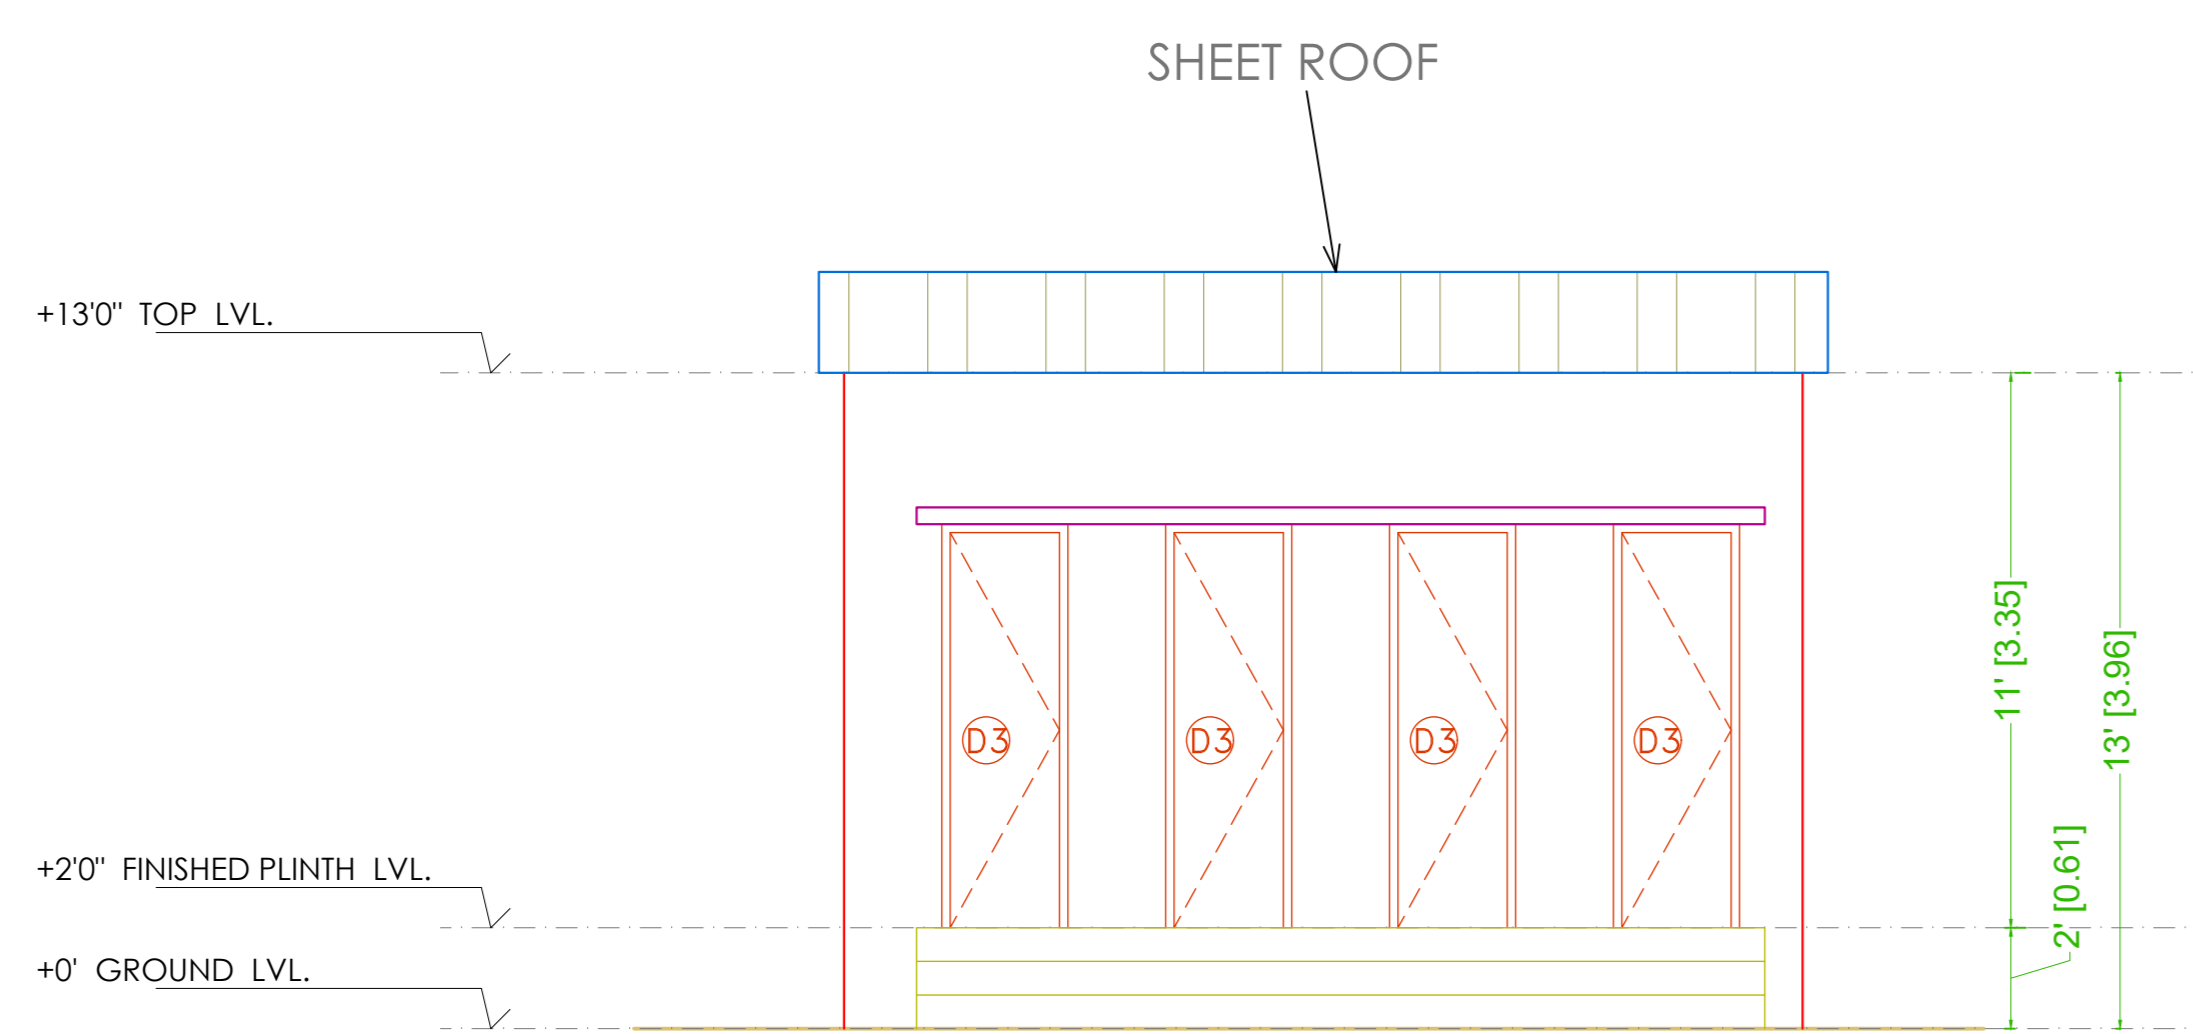 SHEET ROOF
+13'0" TOP LVL.
11' [3.35]
13' [3.96]
D3 D3 D3 D3
+2'0" FINISHED PLINTH LVL.
2' [0.61]
+0' GROUND LVL.